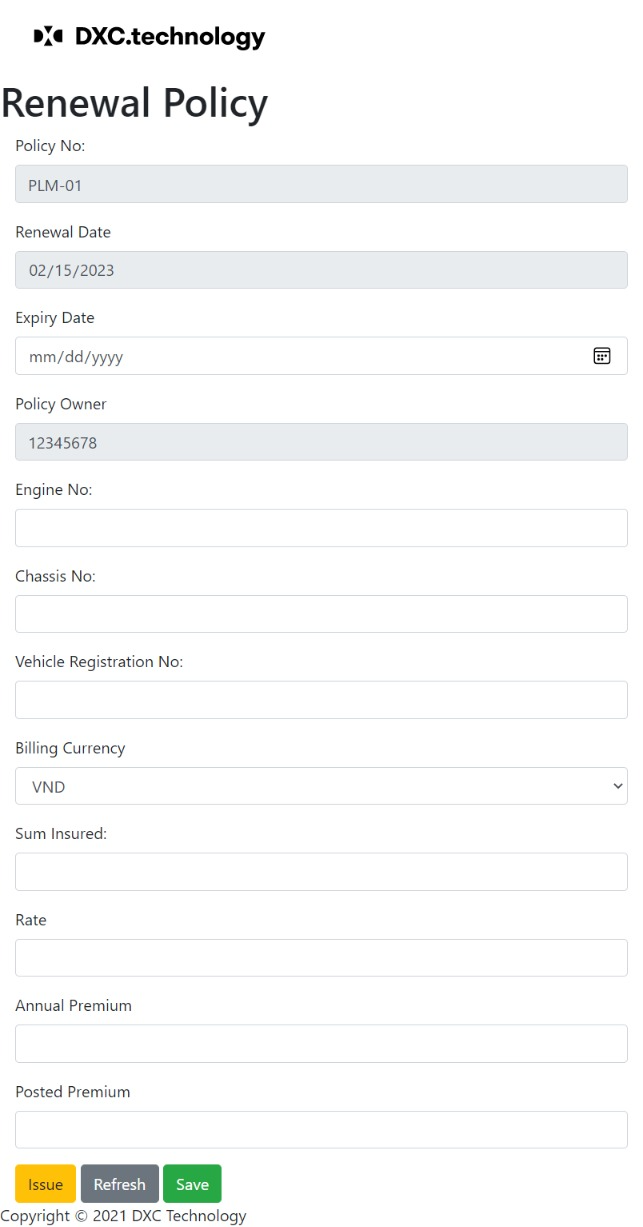 DXC.technology
Renewal Policy
Policy No:
PLM-01
Renewal Date
02/15/2023
Expiry Date
mm/dd/yyyy
Policy Owner
12345678
Engine No:
Chassis No:
Vehicle Registration No:
Billing Currency
VND
Sum Insured:
Rate
Annual Premium
Posted Premium
Issue Refresh Save
Copyright © 2021 DXC Technology